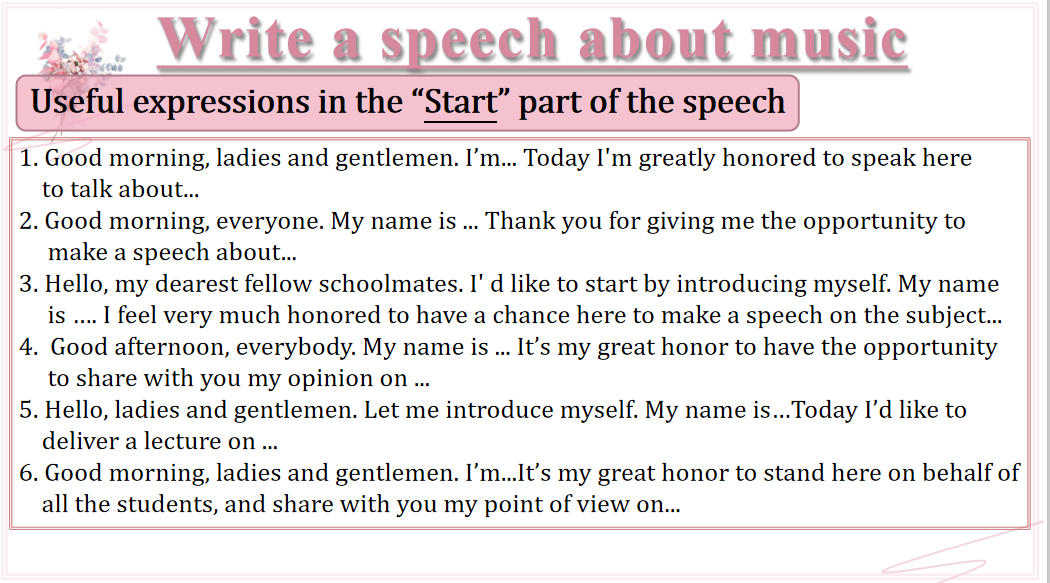 Write a speech about music
Useful expressions in the “Start” part of the speech
1. Good morning, ladies and gentlemen. I’m... Today I'm greatly honored to speak here
to talk about...
2. Good morning, everyone. My name is ... Thank you for giving me the opportunity to
make a speech about...
3. Hello, my dearest fellow schoolmates. I' d like to start by introducing myself. My name
is .... I feel very much honored to have a chance here to make a speech on the subject...
4. Good afternoon, everybody. My name is ... It’s my great honor to have the opportunity
to share with you my opinion on ...
5. Hello, ladies and gentlemen. Let me introduce myself. My name is...Today I’d like to
deliver a lecture on ...
6. Good morning, ladies and gentlemen. I’m...It’s my great honor to stand here on behalf of
all the students, and share with you my point of view on...